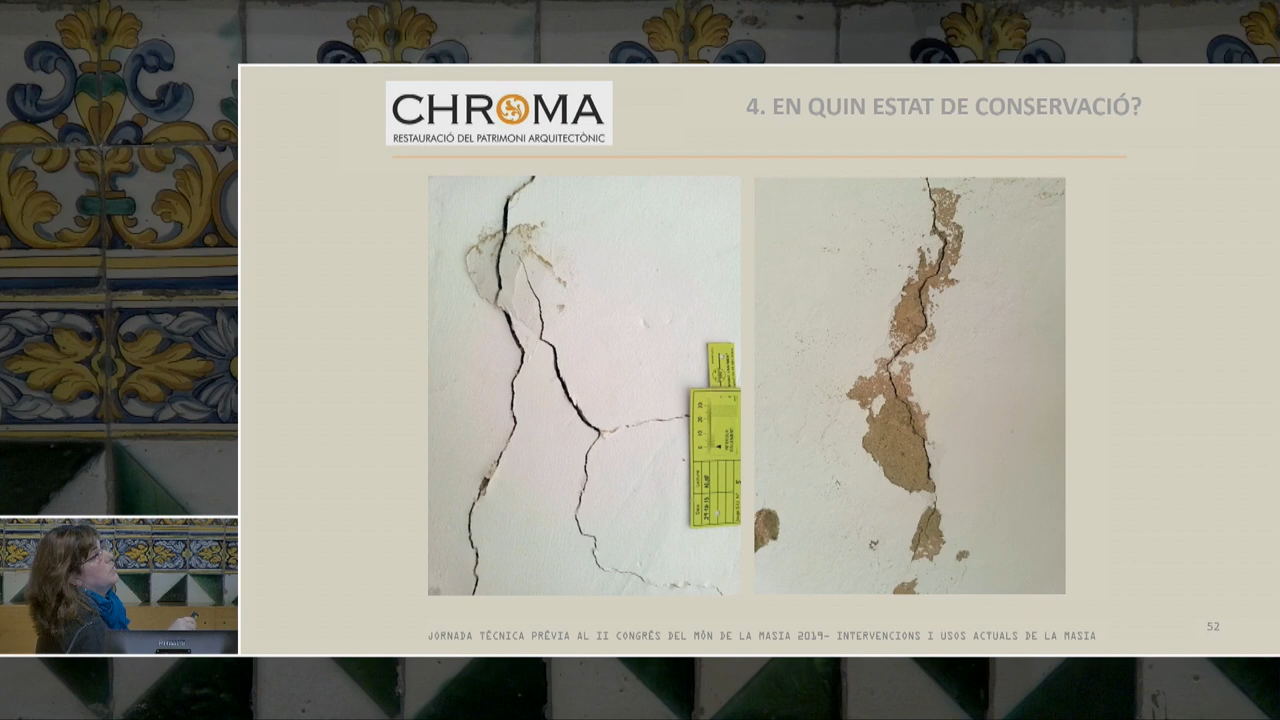 CHROMA
RESTAURACIÓ DEL PATRIMONI ARQUITECTÒNIC
4. EN QUIN ESTAT DE CONSERVACIÓ?
JORNADA TÈCNICA PRÈVIA AL II CONGRÉS DEL MÓN DE LA MASIA 2019- INTERVENCIONS I USOS ACTUALS DE LA MASIA
52